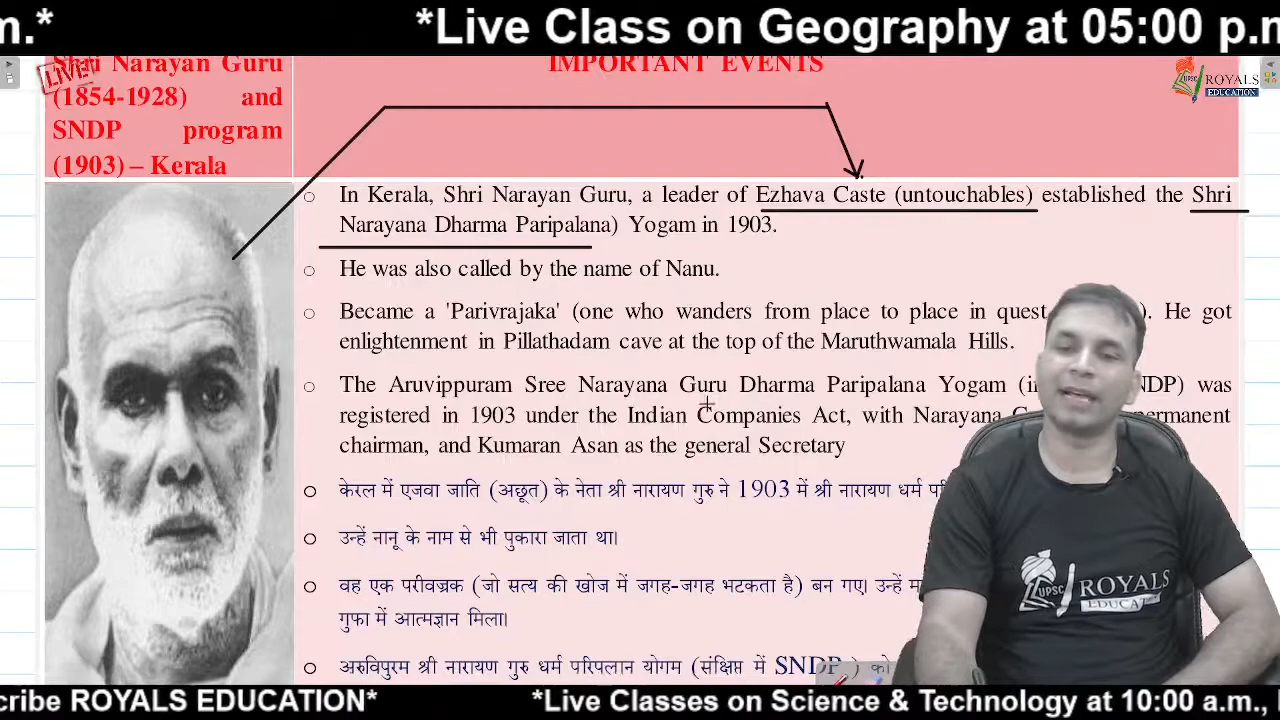 m.*
*Live Class on Geography at 05:00 p.m
Shri Narayan Guru
(1854-1928) and
SNDP program
(1903) – Kerala
IMPORTANT EVENTS
LIVE!
UPSC ROYALS
EDUCATION
In Kerala, Shri Narayan Guru, a leader of Ezhava Caste (untouchables) established the Shri
Narayana Dharma Paripalana) Yogam in 1903.
He was also called by the name of Nanu.
Became a 'Parivrajaka' (one who wanders from place to place in quest ). He got
enlightenment in Pillathadam cave at the top of the Maruthwamala Hills.
The Aruvippuram Sree Narayana Guru Dharma Paripalana Yogam NDP) was
registered in 1903 under the Indian Companies Act, with Narayana permanent
chairman, and Kumaran Asan as the general Secretary
केरल में एजवा जाति (अछूत) के नेता श्री नारायण गुरु ने 1903 में श्री नारायण धर्म
उन्हें नानू के नाम से भी पुकारा जाता था।
वह एक परीवज्रक (जो सत्य की खोज में जगह-जगह भटकता है) बन गए। उन्हें
गुफा में आत्मज्ञान मिला।
अरुविपुरम श्री नारायण गुरु धर्म परिपलान योगम (संक्षिप्त में SNDP ) को
UPSC ROYALS
EDUCAT
cribe ROYALS EDUCATION*
*Live Classes on Science & Technology at 10:00 a.m.,